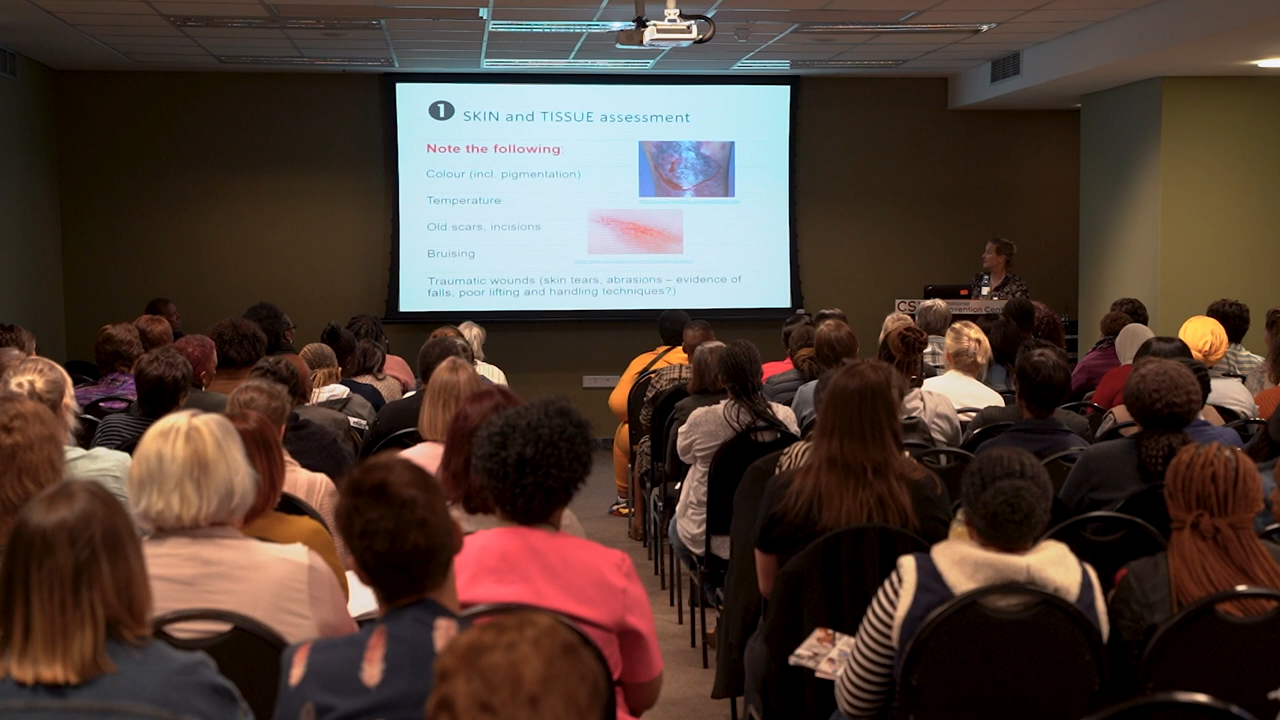 1 SKIN and TISSUE assessment
Note the following:
Colour (incl. pigmentation)
Temperature
Old scars, incisions
Bruising
Traumatic wounds (skin tears, abrasions – evidence of
falls, poor lifting and handling techniques?)
CS